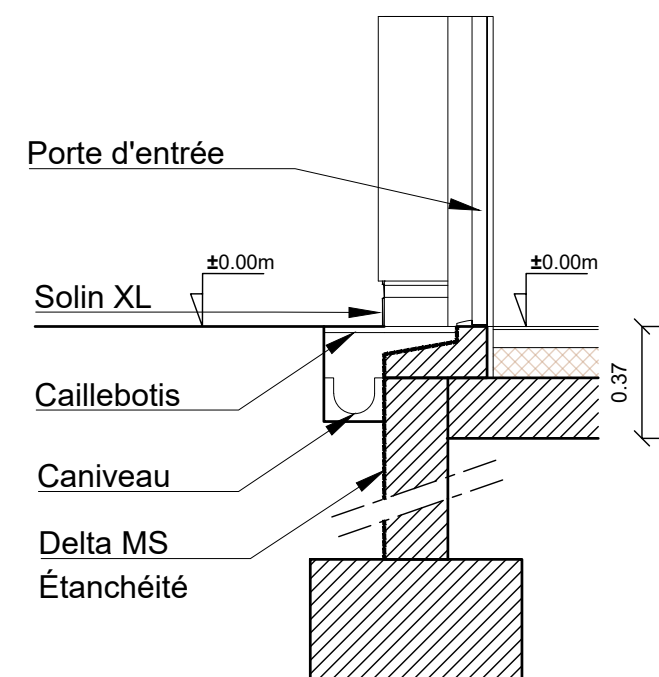 Porte d'entrée
±0.00m
±0.00m
Solin XL
Caillebotis
0.37
Caniveau
Delta MS
Étanchéité